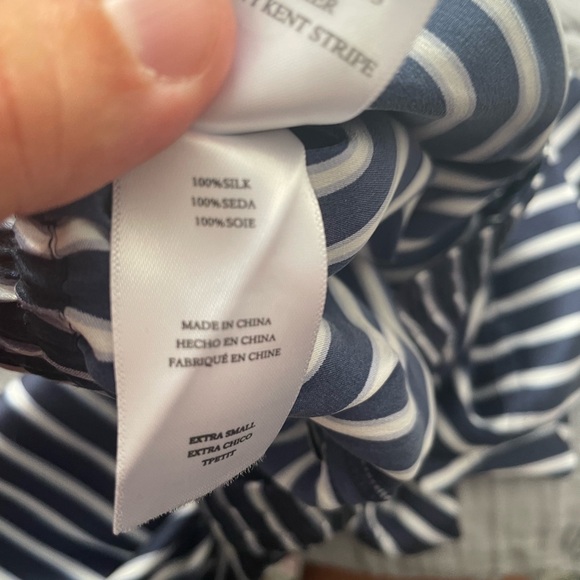 KENT STRIPE
100%SILK
100%SEDA
100%SOIE
MADE IN CHINA
HECHO EN CHINA
FABRIQUÉ EN CHINE
EXTRA SMALL
EXTRA CHICO
TPETIT